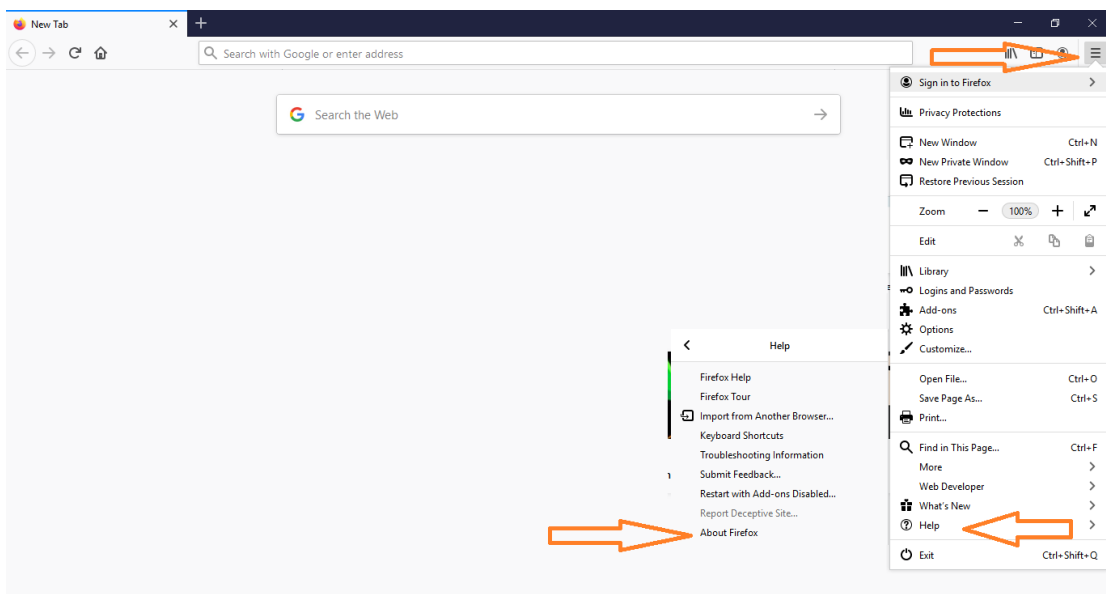 New Tab
Search with Google or enter address
Search the Web
Sign in to Firefox
Privacy Protections
New Window Ctrl+N
New Private Window Ctrl+Shift+P
Restore Previous Session
Zoom 100%
Edit
Library
Logins and Passwords
Add-ons Ctrl+Shift+A
Options
Customize...
Open File... Ctrl+O
Save Page As... Ctrl+S
Print...
Find in This Page... Ctrl+F
More
Web Developer
What's New
Help
Exit Ctrl+Shift+Q
Help
Firefox Help
Firefox Tour
Import from Another Browser...
Keyboard Shortcuts
Troubleshooting Information
Submit Feedback...
Restart with Add-ons Disabled...
Report Deceptive Site...
About Firefox